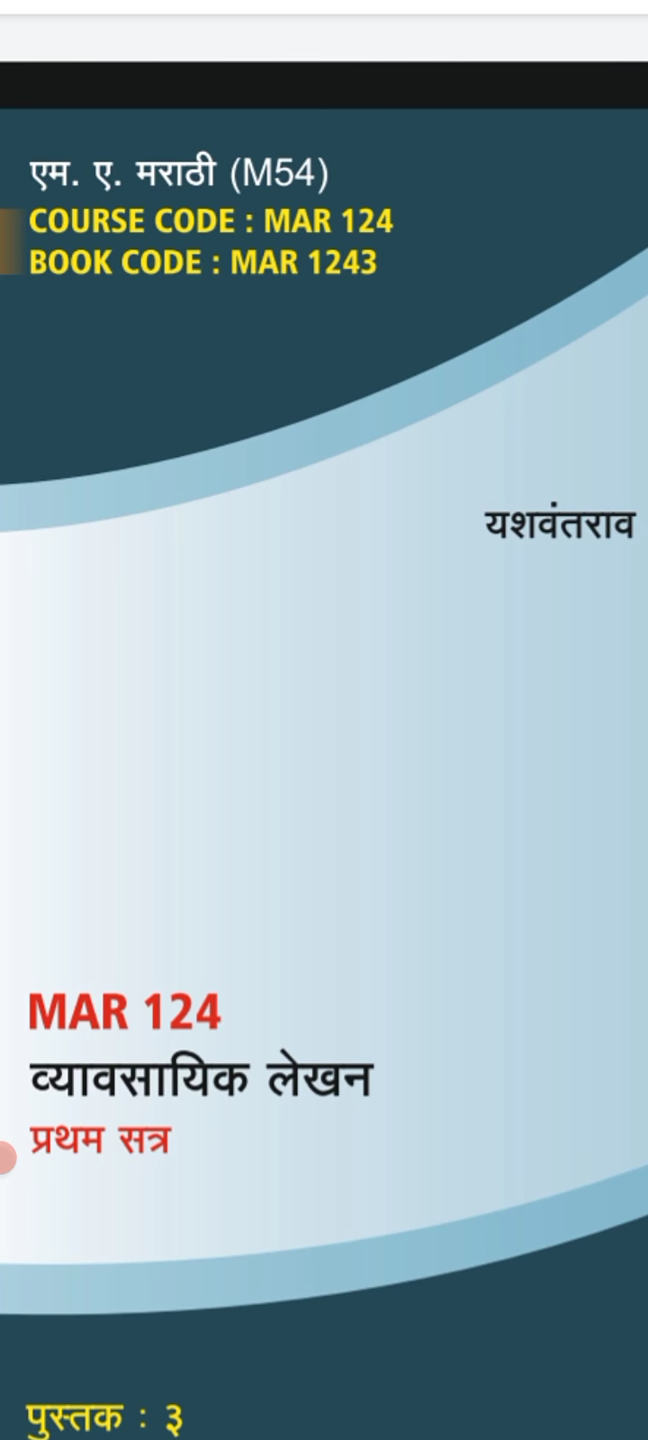 एम. ए. मराठी (M54)
COURSE CODE : MAR 124
BOOK CODE : MAR 1243
यशवंतराव
MAR 124
व्यावसायिक लेखन
प्रथम सत्र
पुस्तक : ३